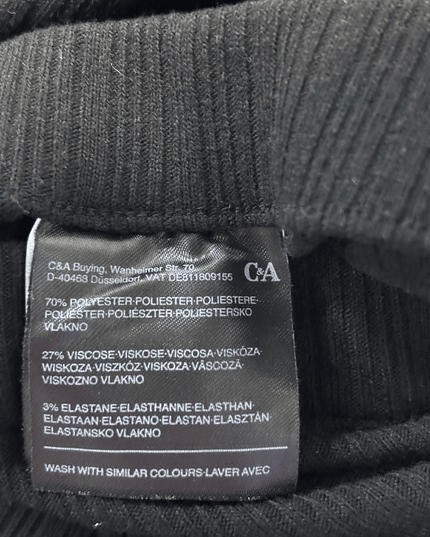 C&A Buying, Wanheimer Str. 70
D-40468 Düsseldorf, VAT DE811809155
C&A
70% POLYESTER·POLIESTER·POLIESTERE·
POLIÉSTER·POLIÉSZTER·POLIESTERSKO
VLAKNO
27% VISCOSE·VISKOSE·VISCOSA·VISKÓZA·
WISKOZA·VISZKÓZ·VISKOZA·VÂSCOZĂ·
VISKOZNO VLAKNO
3% ELASTANE·ELASTHANNE·ELASTHAN·
ELASTAAN·ELASTANO·ELASTAN·ELASZTÁN·
ELASTANSKO VLAKNO
WASH WITH SIMILAR COLOURS·LAVER AVEC